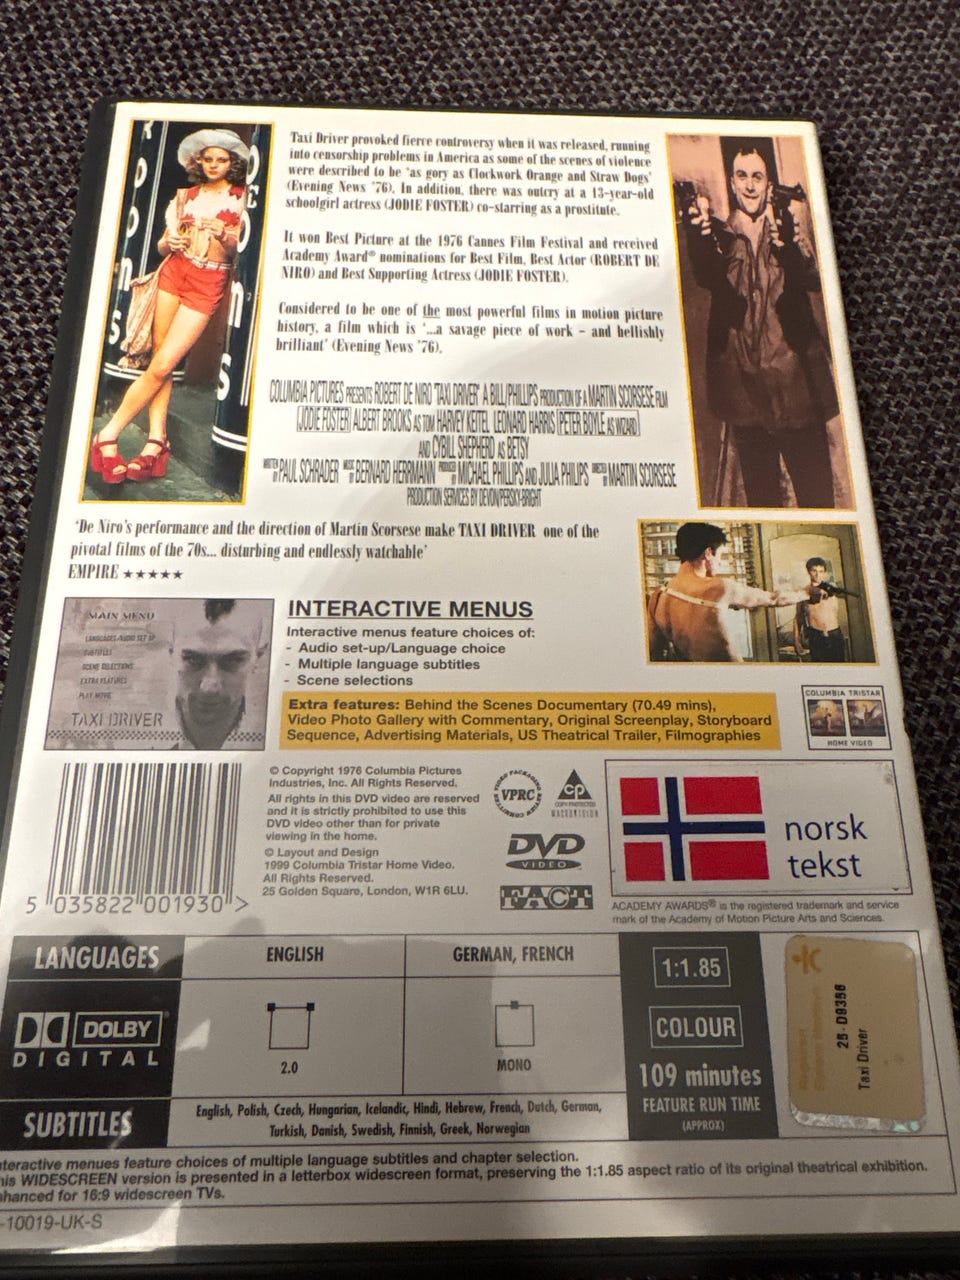 Taxi Driver provoked fierce controversy when it was released, running
into censorship problems in America as some of the scenes of violence
were described to be 'as gory as Clockwork Orange and Straw Dogs'
(Evening News '76). In addition, there was outcry at a 13-year-old
schoolgirl actress (JODIE FOSTER) co-starring as a prostitute.
It won Best Picture at the 1976 Cannes Film Festival and received
Academy Award® nominations for Best Film, Best Actor (ROBERT DE
NIRO) and Best Supporting Actress (JODIE FOSTER).
Considered to be one of the most powerful films in motion picture
history, a film which is '...a savage piece of work - and hellishly
brilliant' (Evening News '76).
COLUMBIA PICTURES PRESENTS ROBERT DE NIRO 'TAXI DRIVER' A BILL/PHILLIPS PRODUCTION OF A MARTIN SCORSESE FILM
JODIE FOSTER ALBERT BROOKS AS TOM HARVEY KEITEL LEONARD HARRIS PETER BOYLE AS WIZARD
AND CYBILL SHEPHERD AS BETSY
WRITTEN BY PAUL SCHRADER MUSIC BY BERNARD HERRMANN PRODUCED BY MICHAEL PHILLIPS AND JULIA PHILIPS DIRECTED BY MARTIN SCORSESE
PRODUCTION SERVICES BY DEVON/PERSKY-BRIGHT
'De Niro's performance and the direction of Martin Scorsese make TAXI DRIVER one of the
pivotal films of the 70s... disturbing and endlessly watchable'
EMPIRE ★★★★★
MAIN MENU
LANGUAGES/AUDIO SET UP
SUBTITLES
SCENE SELECTIONS
EXTRA FEATURES
PLAY MOVIE
TAXI DRIVER
INTERACTIVE MENUS
Interactive menus feature choices of:
- Audio set-up/Language choice
- Multiple language subtitles
- Scene selections
Extra features: Behind the Scenes Documentary (70.49 mins),
Video Photo Gallery with Commentary, Original Screenplay, Storyboard
Sequence, Advertising Materials, US Theatrical Trailer, Filmographies
COLUMBIA TRISTAR
HOME VIDEO
5 035822 001930 >
© Copyright 1976 Columbia Pictures
Industries, Inc. All Rights Reserved.
All rights in this DVD video are reserved
and it is strictly prohibited to use this
DVD video other than for private
viewing in the home.
© Layout and Design
1999 Columbia Tristar Home Video.
All Rights Reserved.
25 Golden Square, London, W1R 6LU.
VIDEO PACKAGING REVIEW COMMITTEE
VPRC
CP
COPY PROTECTED
MACROVISION
DVD
VIDEO
FACT
norsk
tekst
ACADEMY AWARDS® is the registered trademark and service
mark of the Academy of Motion Picture Arts and Sciences.
LANGUAGES
ENGLISH
GERMAN, FRENCH
DOLBY
DIGITAL
2.0
MONO
SUBTITLES
English, Polish, Czech, Hungarian, Icelandic, Hindi, Hebrew, French, Dutch, German,
Turkish, Danish, Swedish, Finnish, Greek, Norwegian
1:1.85
COLOUR
109 minutes
FEATURE RUN TIME
(APPROX)
25-D9356
Taxi Driver
nteractive menues feature choices of multiple language subtitles and chapter selection.
his WIDESCREEN version is presented in a letterbox widescreen format, preserving the 1:1.85 aspect ratio of its original theatrical exhibition.
nhanced for 16:9 widescreen TVs.
-10019-UK-S